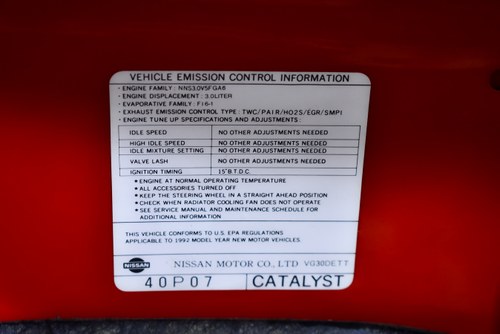 VEHICLE EMISSION CONTROL INFORMATION
· ENGINE FAMILY : NNS3.0V5FGA8
· ENGINE DISPLACEMENT : 3.0LITER
· EVAPORATIVE FAMILY : FI6-1
· EXHAUST EMISSION CONTROL TYPE : TWC/PAIR/HO2S/EGR/SMPI
· ENGINE TUNE UP SPECIFICATIONS AND ADJUSTMENTS:
IDLE SPEED NO OTHER ADJUSTMENTS NEEDED
HIGH IDLE SPEED NO OTHER ADJUSTMENTS NEEDED
IDLE MIXTURE SETTING NO OTHER ADJUSTMENTS NEEDED
VALVE LASH NO OTHER ADJUSTMENTS NEEDED
IGNITION TIMING 15°B.T.D.C.
● ENGINE AT NORMAL OPERATING TEMPERATURE
● ALL ACCESSORIES TURNED OFF
● KEEP THE STEERING WHEEL IN A STRAIGHT AHEAD POSITION
● CHECK WHEN RADIATOR COOLING FAN DOES NOT OPERATE
● SEE SERVICE MANUAL AND MAINTENANCE SCHEDULE FOR
ADDITIONAL INFORMATION
THIS VEHICLE CONFORMS TO U.S. EPA REGULATIONS
APPLICABLE TO 1992 MODEL YEAR NEW MOTOR VEHICLES
NISSAN NISSAN MOTOR CO., LTD VG30DETT
40P07 CATALYST